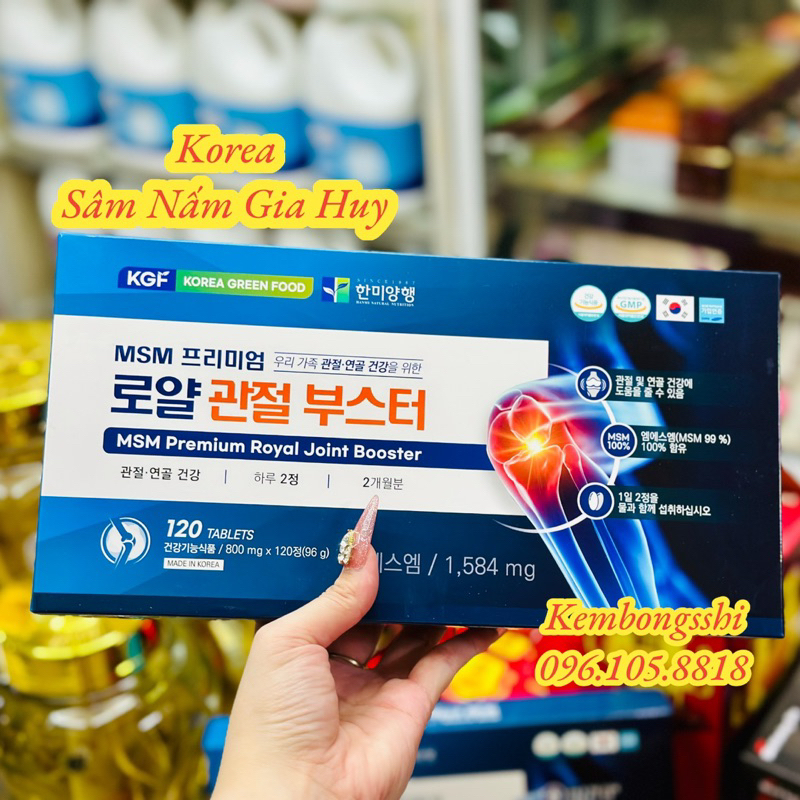 Korea
Sâm Nấm Gia Huy
KGF KOREA GREEN FOOD
SINCE 1987
한미양행
HANMI NATURAL NUTRITION
GMP
MSM 프리미엄 우리 가족 관절·연골 건강을 위한
로얄 관절 부스터
MSM Premium Royal Joint Booster
관절·연골 건강 | 하루 2정 | 2개월분
관절 및 연골 건강에
도움을 줄 수 있음
MSM
100%
엠에스엠(MSM 99 %)
100% 함유
1일 2정을
물과 함께 섭취하십시오
120 TABLETS
건강기능식품 / 800 mg x 120정(96 g)
MADE IN KOREA
에스엠 / 1,584 mg
Kembongsshi
096.105.8818